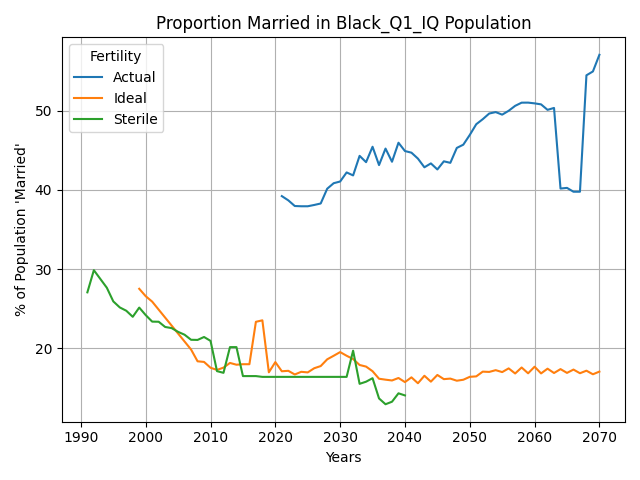 Proportion Married in Black_Q1_IQ Population
Fertility
Actual
Ideal
Sterile
% of Population 'Married'
50
40
30
20
1990 2000 2010 2020 2030 2040 2050 2060 2070
Years